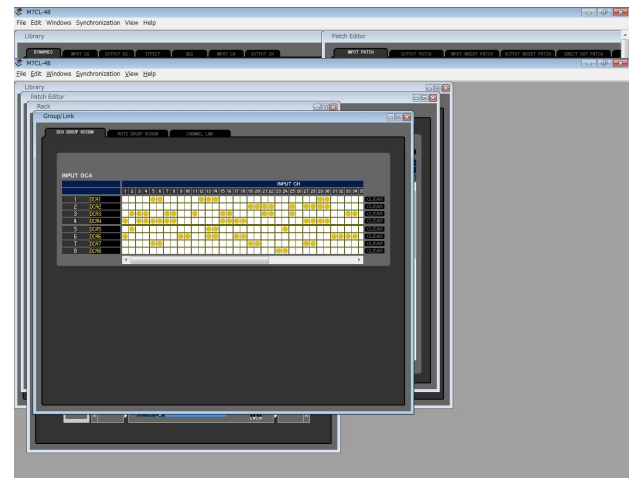 M7CL-48
File Edit Windows Synchronization View Help
Library
Patch Editor
DYNAMICS INPUT EQ OUTPUT EQ EFFECT GEQ INPUT CH OUTPUT CH
INPUT PATCH OUTPUT PATCH INPUT INSERT PATCH OUTPUT INSERT PATCH DIRECT OUT PATCH
M7CL-48
File Edit Windows Synchronization View Help
Library
Patch Editor
Rack
Group/Link
DCA GROUP ASSIGN MUTE GROUP ASSIGN CHANNEL LINK
INPUT DCA
INPUT CH
1 2 3 4 5 6 7 8 9 10 11 12 13 14 15 16 17 18 19 20 21 22 23 24 25 26 27 28 29 30 31 32 33 34 35
1 DCA1 CLEAR
2 DCA2 CLEAR
3 DCA3 CLEAR
4 DCA4 CLEAR
5 DCA5 CLEAR
6 DCA6 CLEAR
7 DCA7 CLEAR
8 DCA8 CLEAR